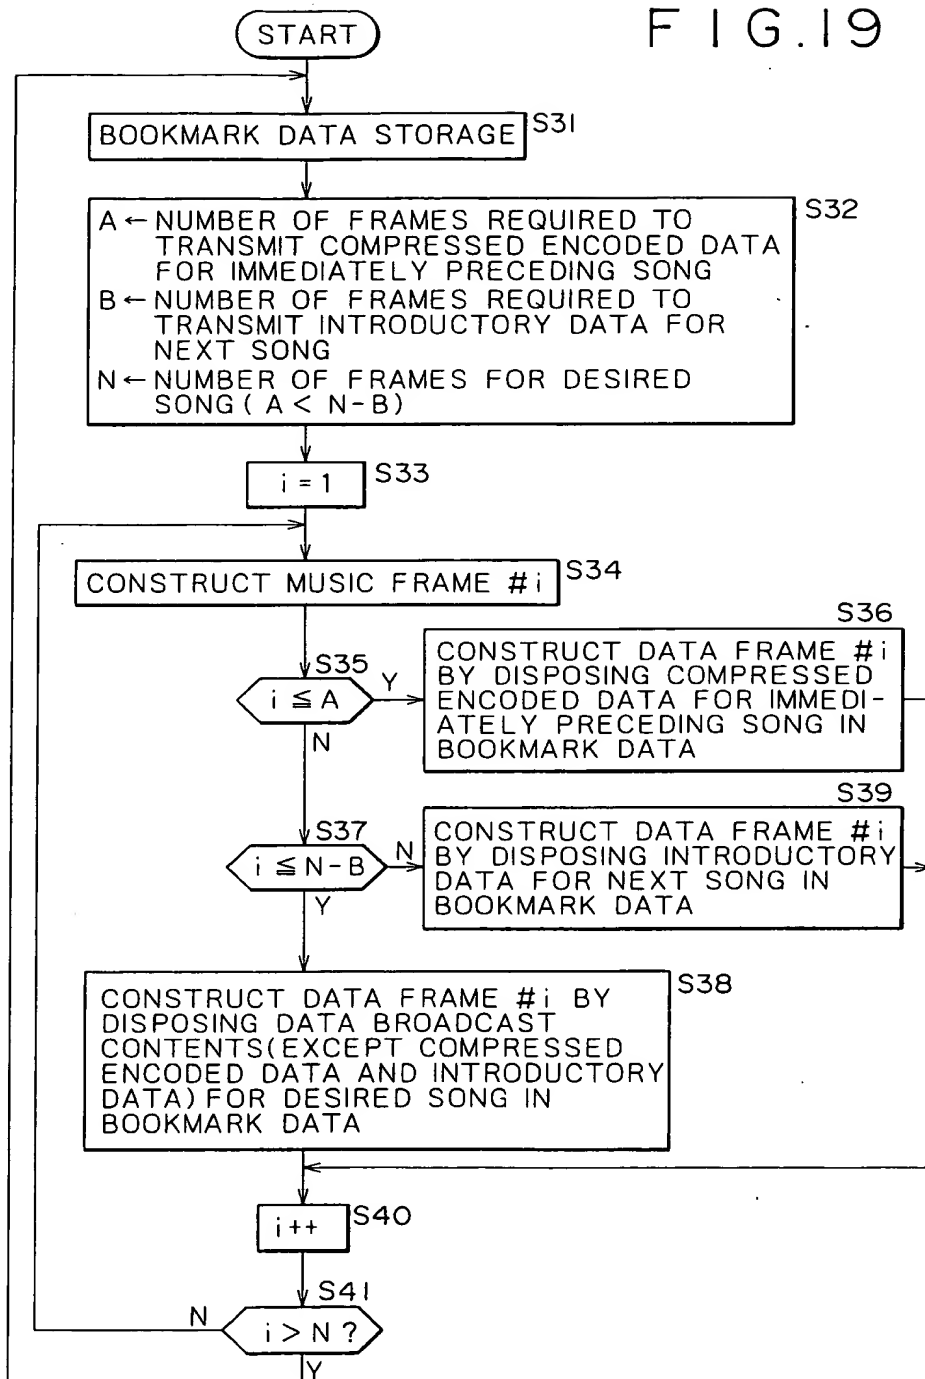 FIG.19
START
BOOKMARK DATA STORAGE
S31
S32
A ← NUMBER OF FRAMES REQUIRED TO
TRANSMIT COMPRESSED ENCODED DATA
FOR IMMEDIATELY PRECEDING SONG
B ← NUMBER OF FRAMES REQUIRED TO
TRANSMIT INTRODUCTORY DATA FOR
NEXT SONG
N ← NUMBER OF FRAMES FOR DESIRED
SONG ( A < N-B)
i = 1
S33
CONSTRUCT MUSIC FRAME #i
S34
S35
i ≦ A
Y
N
S36
CONSTRUCT DATA FRAME #i
BY DISPOSING COMPRESSED
ENCODED DATA FOR IMMEDI-
ATELY PRECEDING SONG IN
BOOKMARK DATA
S37
i ≦ N-B
N
Y
S39
CONSTRUCT DATA FRAME #i
BY DISPOSING INTRODUCTORY
DATA FOR NEXT SONG IN
BOOKMARK DATA
S38
CONSTRUCT DATA FRAME #i BY
DISPOSING DATA BROADCAST
CONTENTS(EXCEPT COMPRESSED
ENCODED DATA AND INTRODUCTORY
DATA) FOR DESIRED SONG IN
BOOKMARK DATA
i++
S40
S41
i > N ?
N
Y